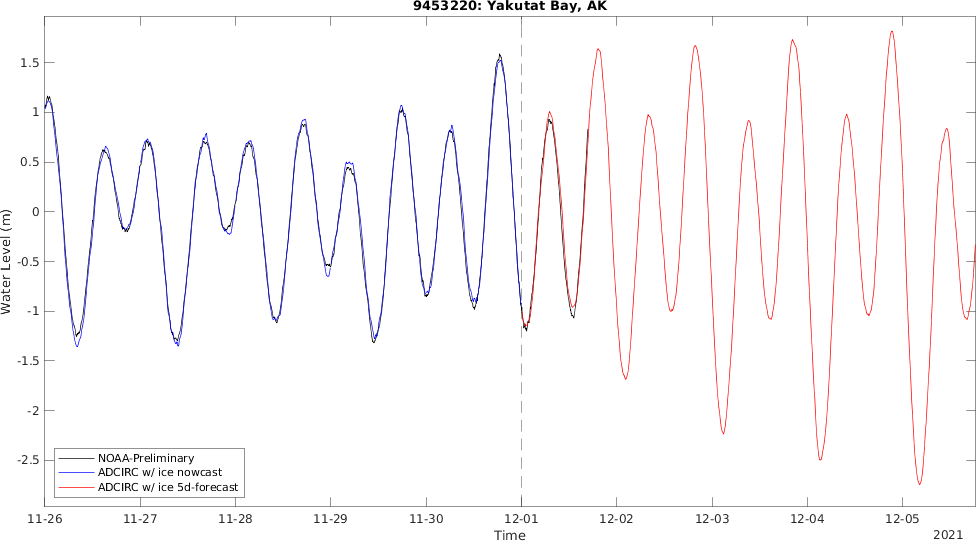 9453220: Yakutat Bay, AK
Water Level (m)
1.5
1
0.5
0
-0.5
-1
-1.5
-2
-2.5
NOAA-Preliminary
ADCIRC w/ ice nowcast
ADCIRC w/ ice 5d-forecast
11-26 11-27 11-28 11-29 11-30 12-01 12-02 12-03 12-04 12-05
Time
2021